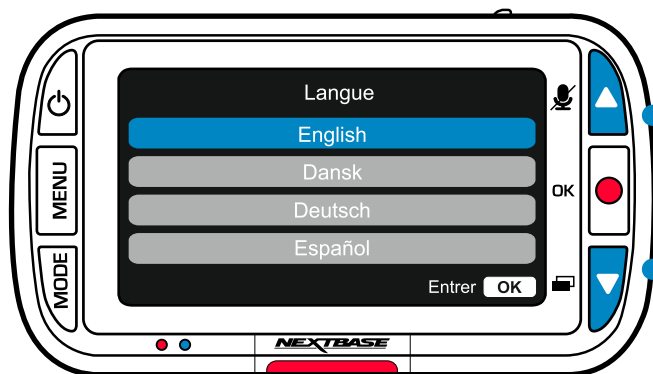 Langue
English
Dansk
Deutsch
Español
Entrer OK
MENU
MODE
OK
NEXTBASE